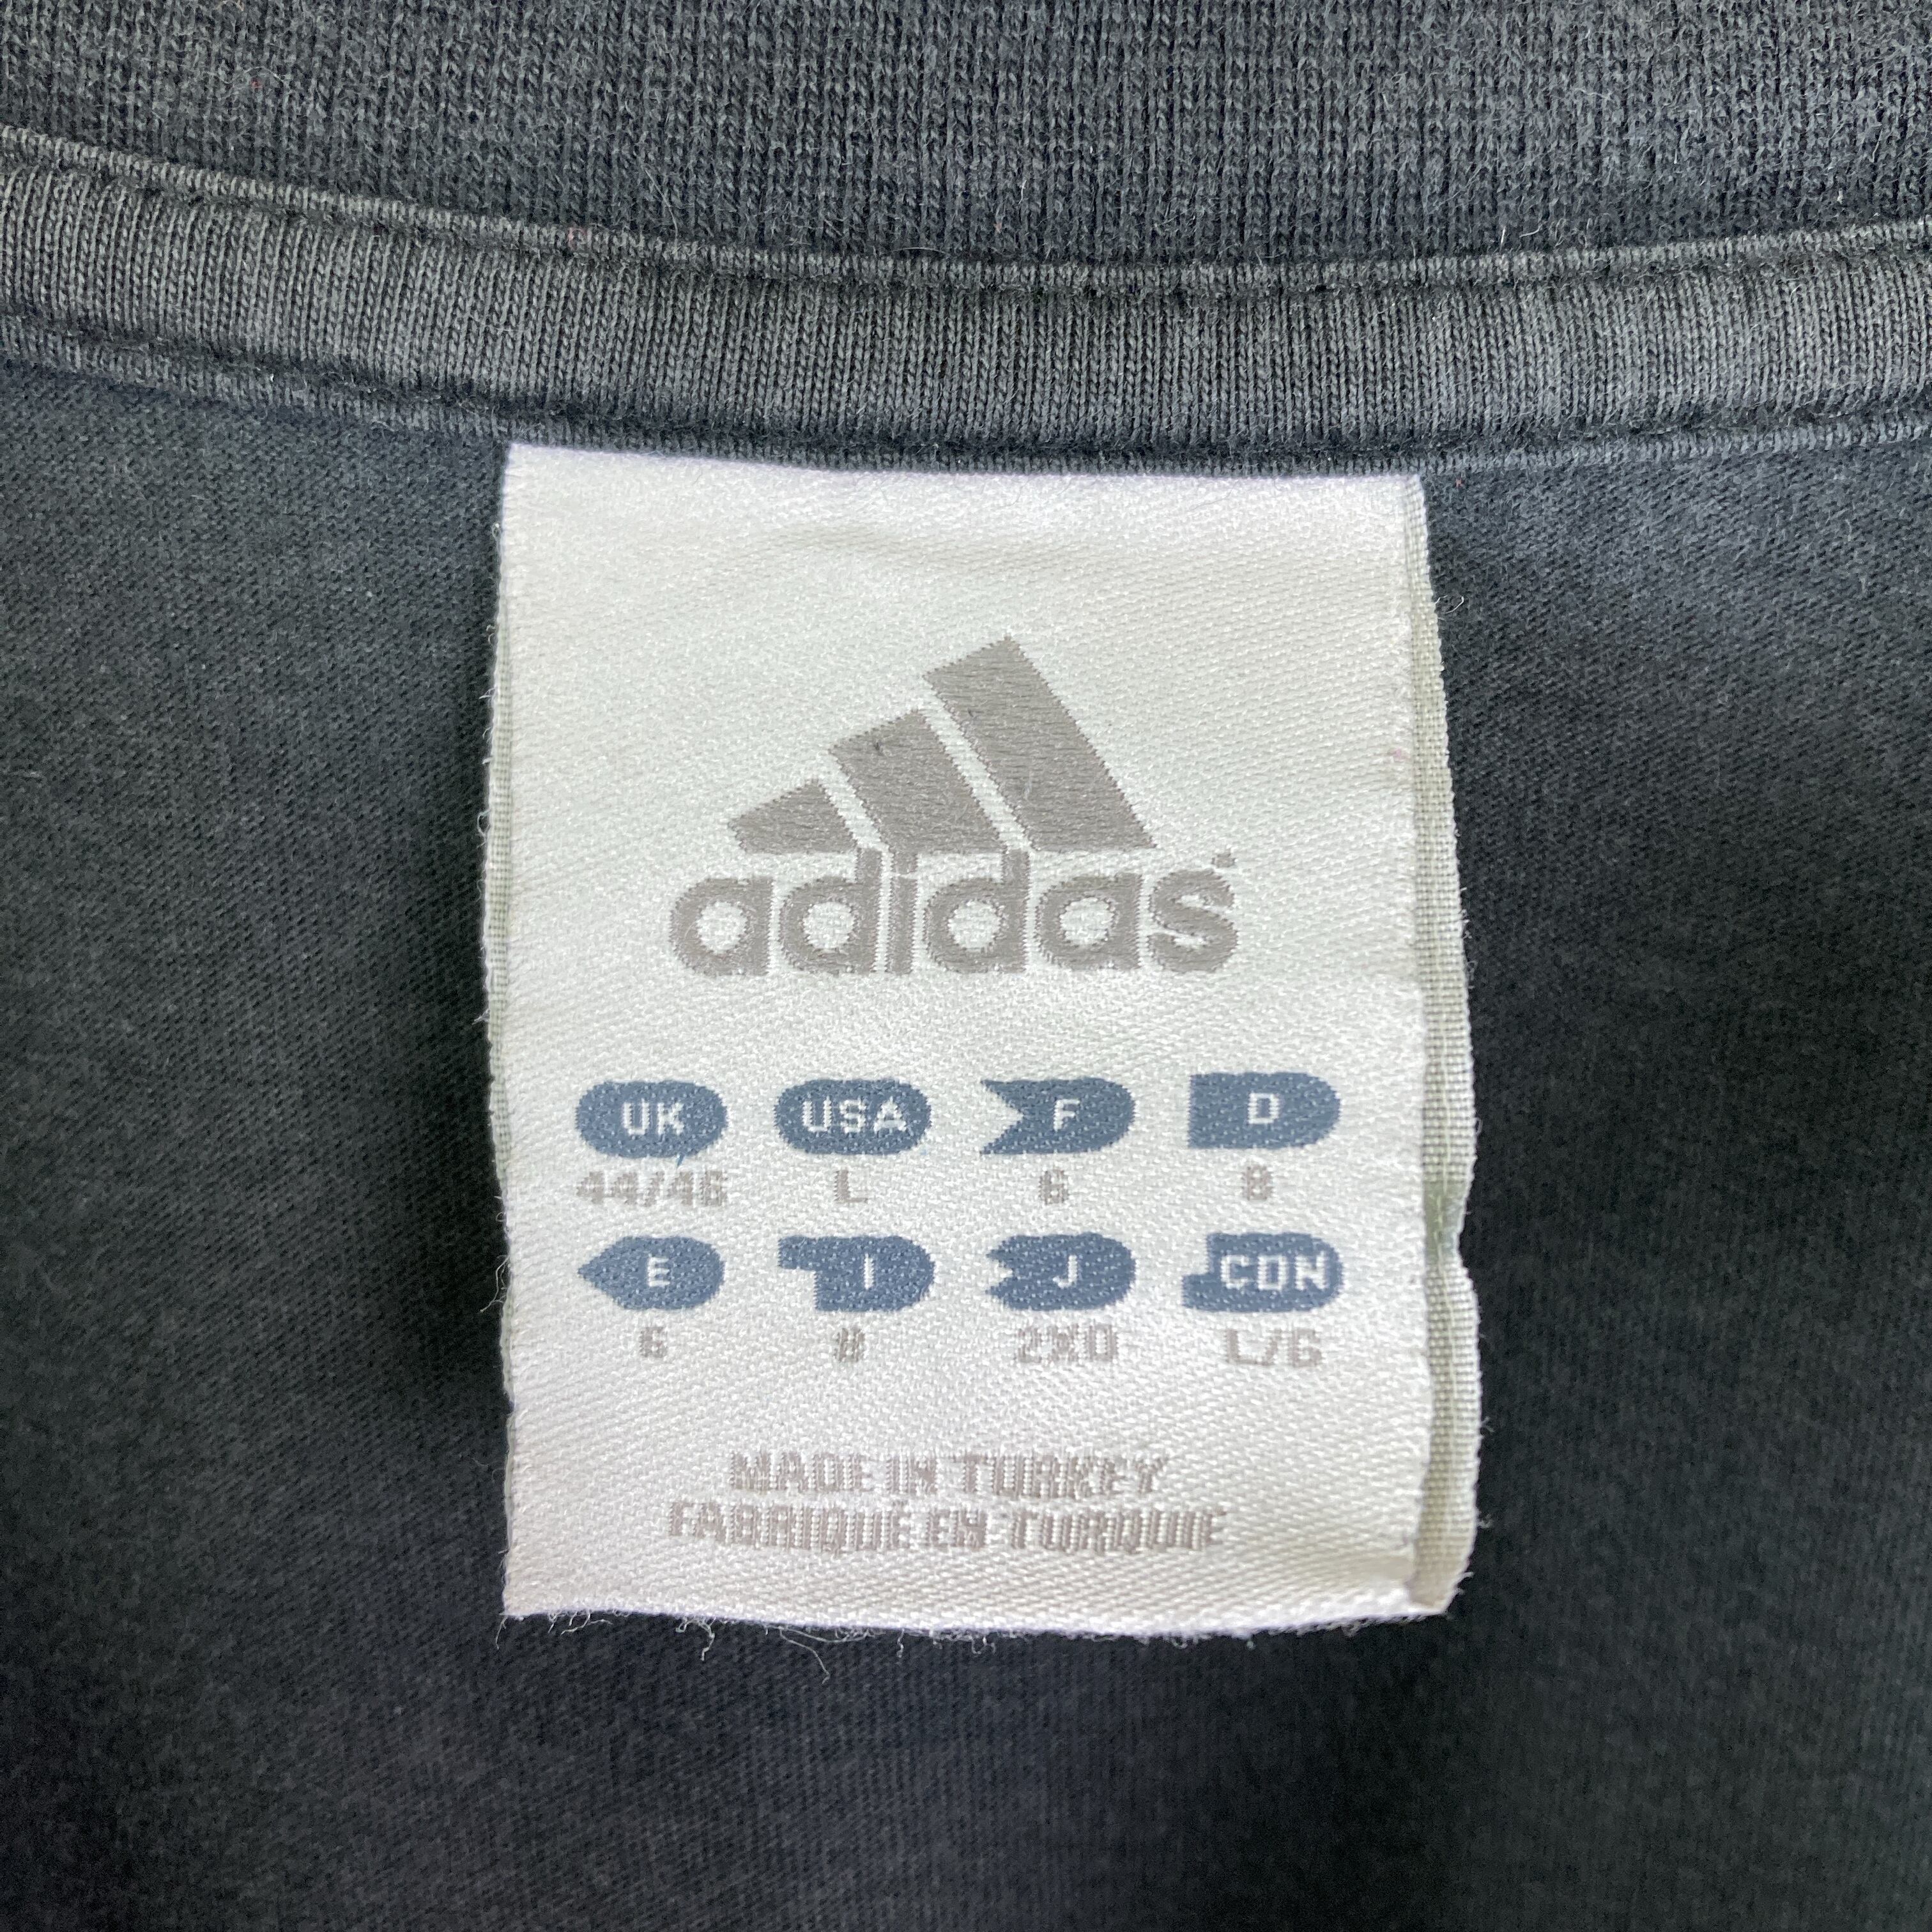 adidas
UK USA F D
44/46 L 6 8
E I J CDN
6 8 2XO L/G
MADE IN TURKEY
FABRIQUÉ EN TURQUIE